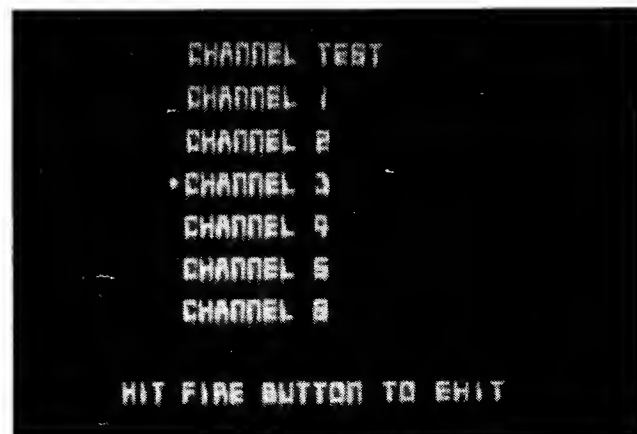 CHANNEL TEST
CHANNEL 1
CHANNEL 2
•CHANNEL 3
CHANNEL 4
CHANNEL 5
CHANNEL 6
HIT FIRE BUTTON TO EXIT